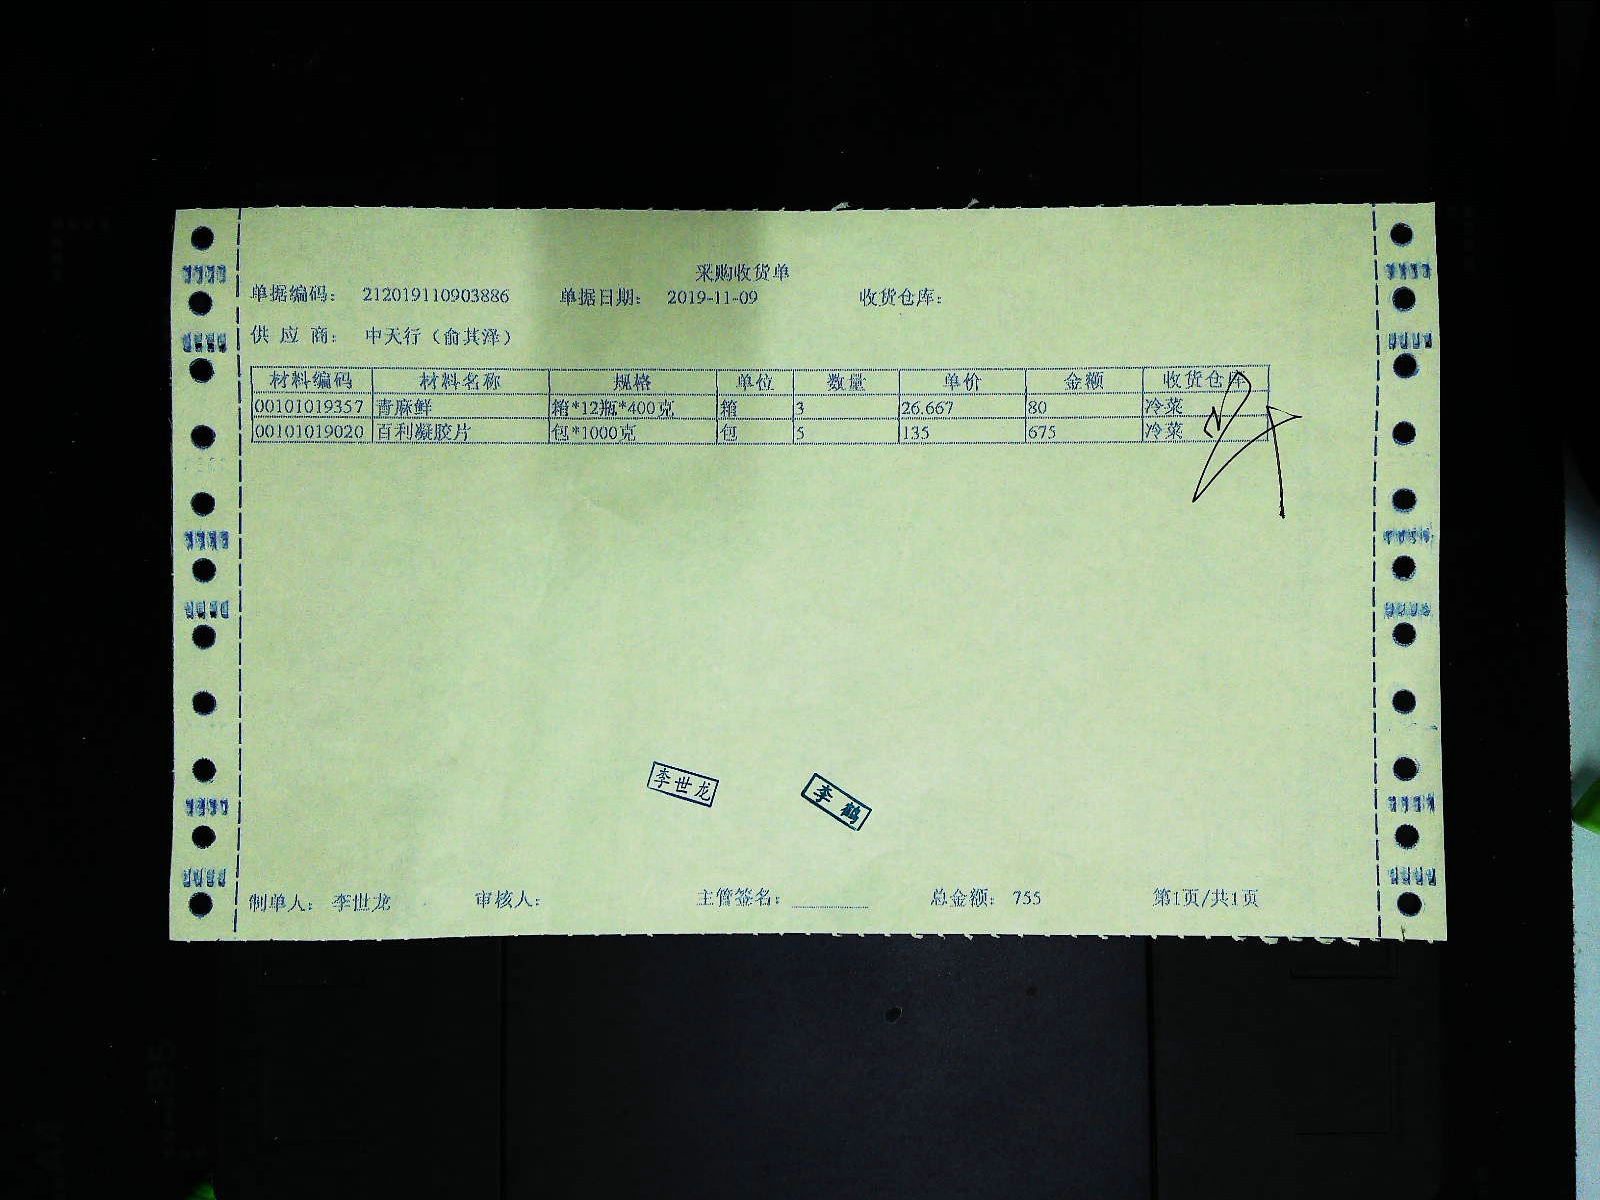 采购收货单
单据编码： 212019110903886 单据日期： 2019-11-09 收货仓库：
供 应 商： 中天行（俞其泽）
材料编码 材料名称 规格 单位 数量 单价 金额 收货仓库
00101019357 青麻鲜 箱*12瓶*400克 箱 3 26.667 80 冷菜
00101019020 百利凝胶片 包*1000克 包 5 135 675 冷菜
李世龙 李鹤
制单人： 李世龙 审核人： 主管签名：________ 总金额： 755 第1页/共1页